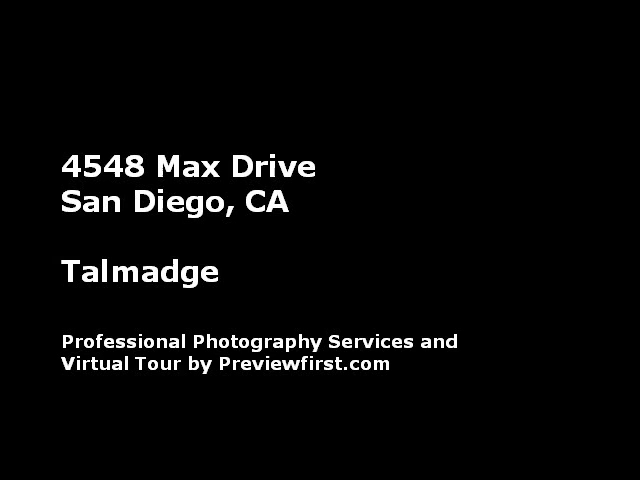 4548 Max Drive
San Diego, CA
Talmadge
Professional Photography Services and
Virtual Tour by Previewfirst.com